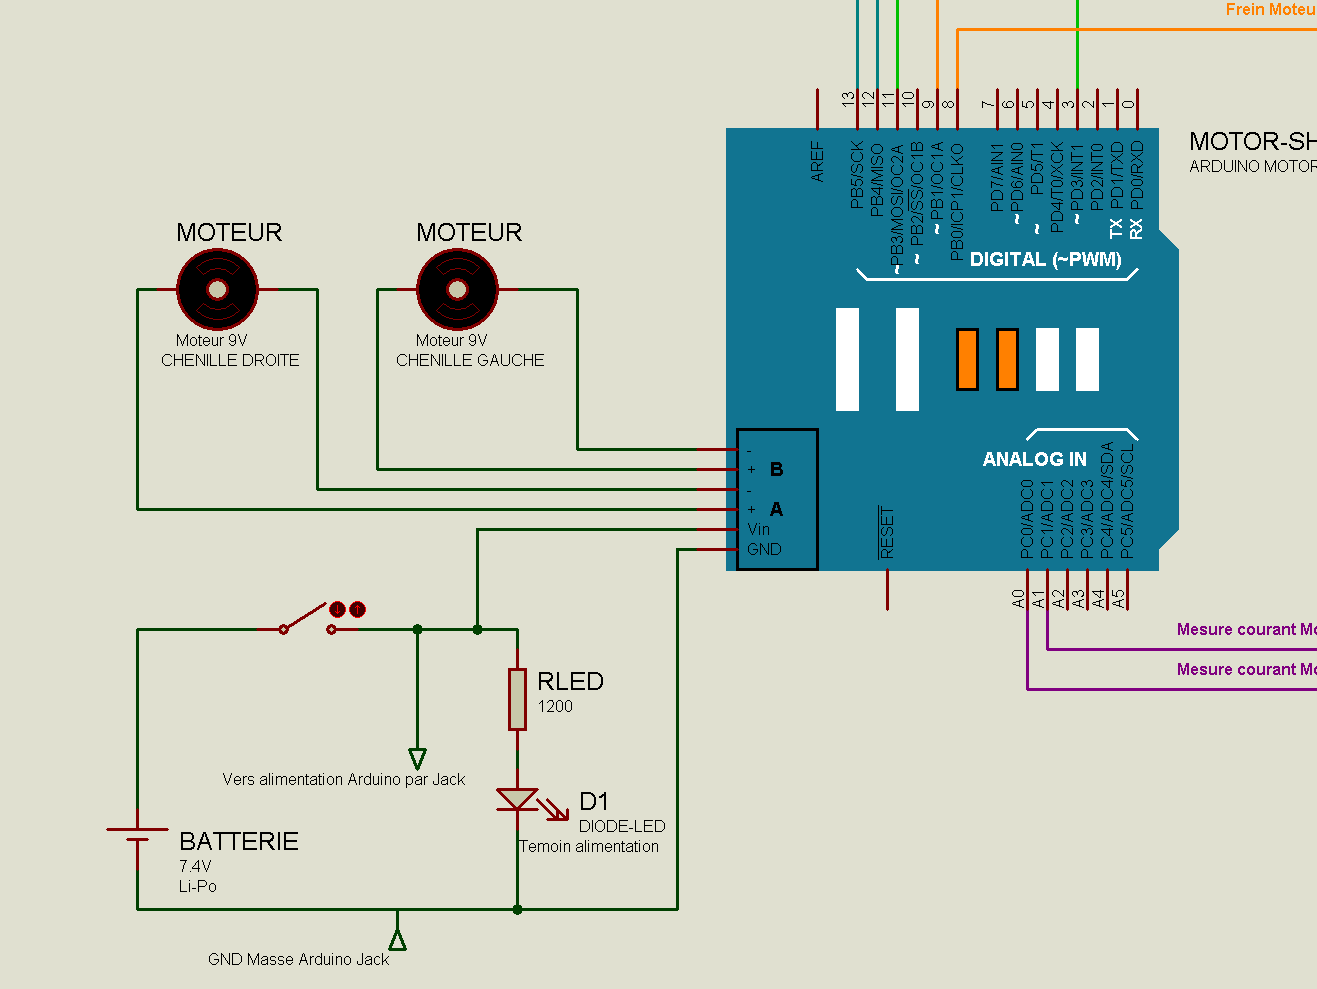 Frein Moteu
13
12
11
10
9
8
7
6
5
4
3
2
1
0
AREF
PB5/SCK
PB4/MISO
PB3/MOSI/OC2A
PB2/SS/OC1B
PB1/OC1A
PB0/ICP1/CLKO
PD7/AIN1
PD6/AIN0
PD5/T1
PD4/T0/XCK
PD3/INT1
PD2/INT0
PD1/TXD
PD0/RXD
~
~
~
~
~
~
TX
RX
DIGITAL (~PWM)
MOTOR-SH
ARDUINO MOTOR
MOTEUR
Moteur 9V
CHENILLE DROITE
MOTEUR
Moteur 9V
CHENILLE GAUCHE
-
+ B
-
+ A
Vin
GND
ANALOG IN
RESET
PC0/ADC0
PC1/ADC1
PC2/ADC2
PC3/ADC3
PC4/ADC4/SDA
PC5/ADC5/SCL
A0
A1
A2
A3
A4
A5
Mesure courant Mo
Mesure courant Mo
RLED
1200
Vers alimentation Arduino par Jack
D1
DIODE-LED
Temoin alimentation
BATTERIE
7.4V
Li-Po
GND Masse Arduino Jack